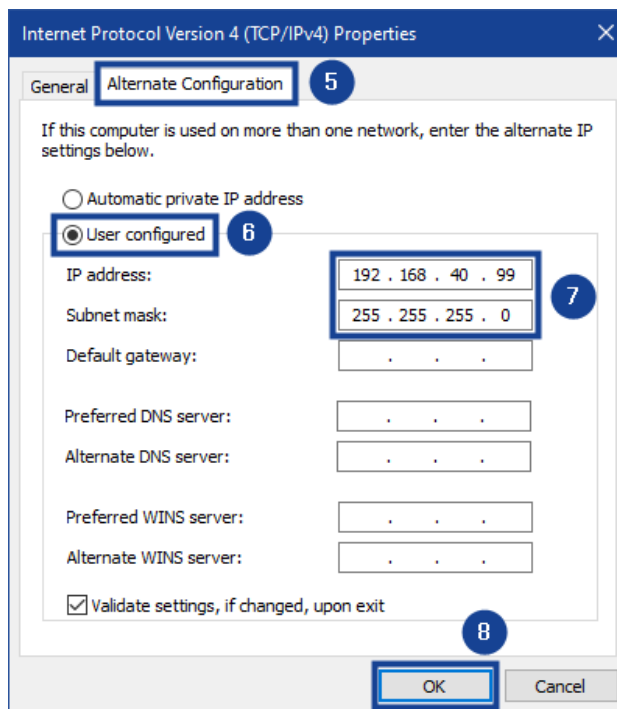 Internet Protocol Version 4 (TCP/IPv4) Properties
General
Alternate Configuration
5
If this computer is used on more than one network, enter the alternate IP
settings below.
Automatic private IP address
User configured
6
IP address:
192 . 168 . 40 . 99
7
Subnet mask:
255 . 255 . 255 . 0
Default gateway:
. . .
Preferred DNS server:
. . .
Alternate DNS server:
. . .
Preferred WINS server:
. . .
Alternate WINS server:
. . .
Validate settings, if changed, upon exit
8
OK
Cancel